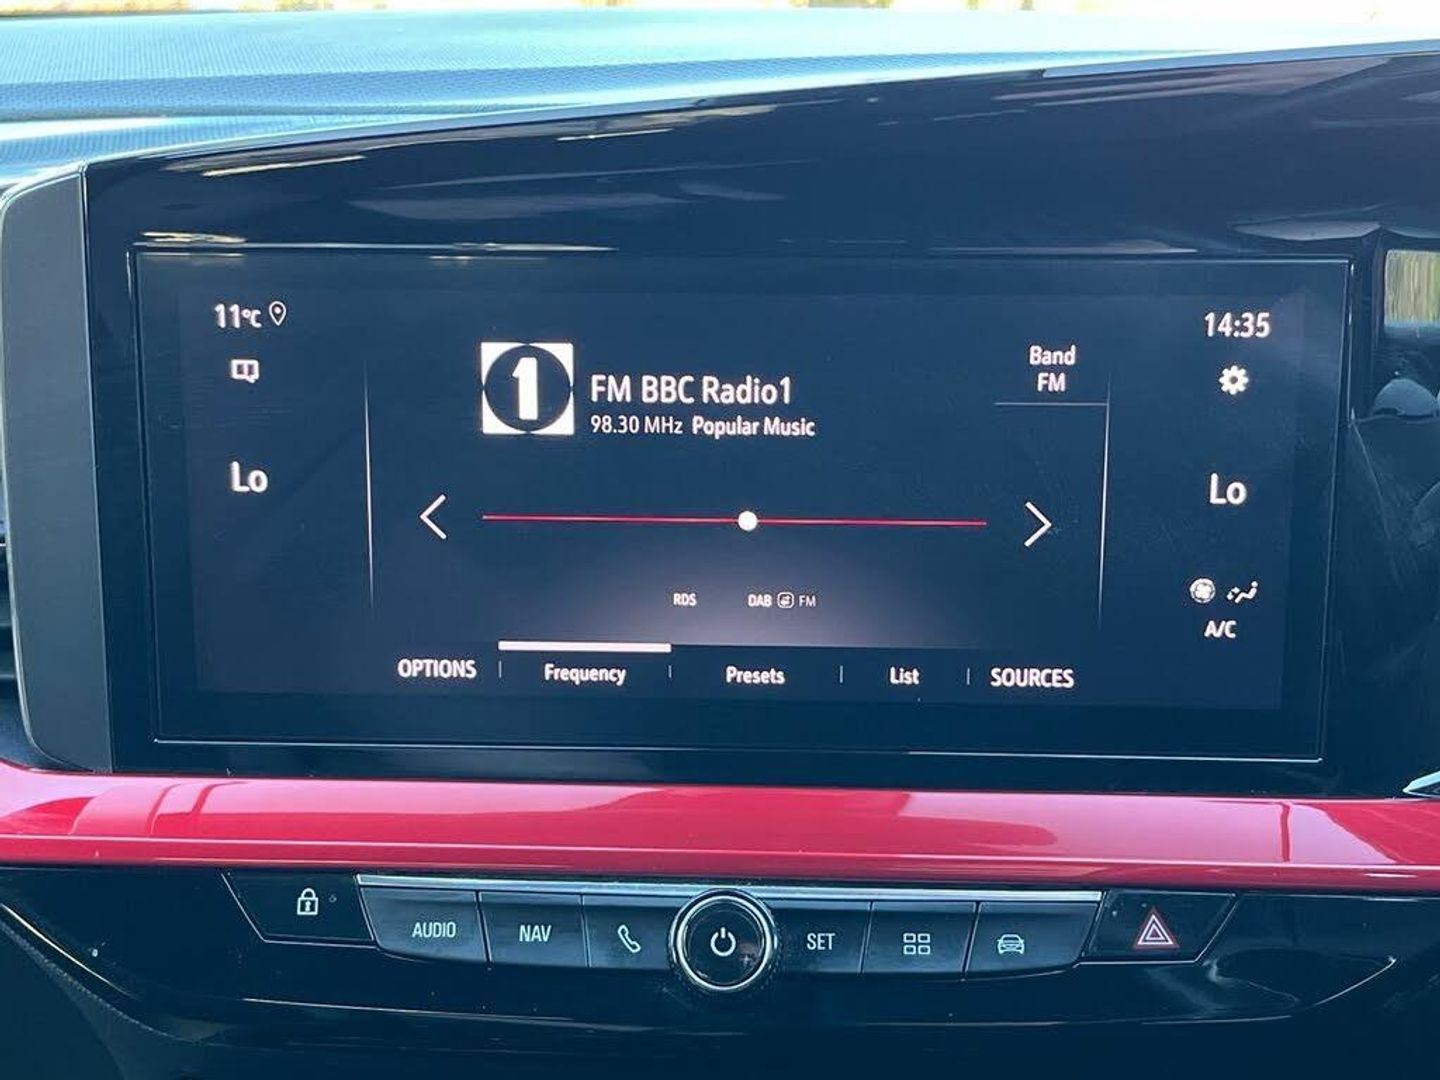 11°C
14:35
Lo
1
FM BBC Radio1
98.30 MHz Popular Music
Band
FM
Lo
RDS
DAB FM
A/C
OPTIONS
Frequency
Presets
List
SOURCES
AUDIO
NAV
SET